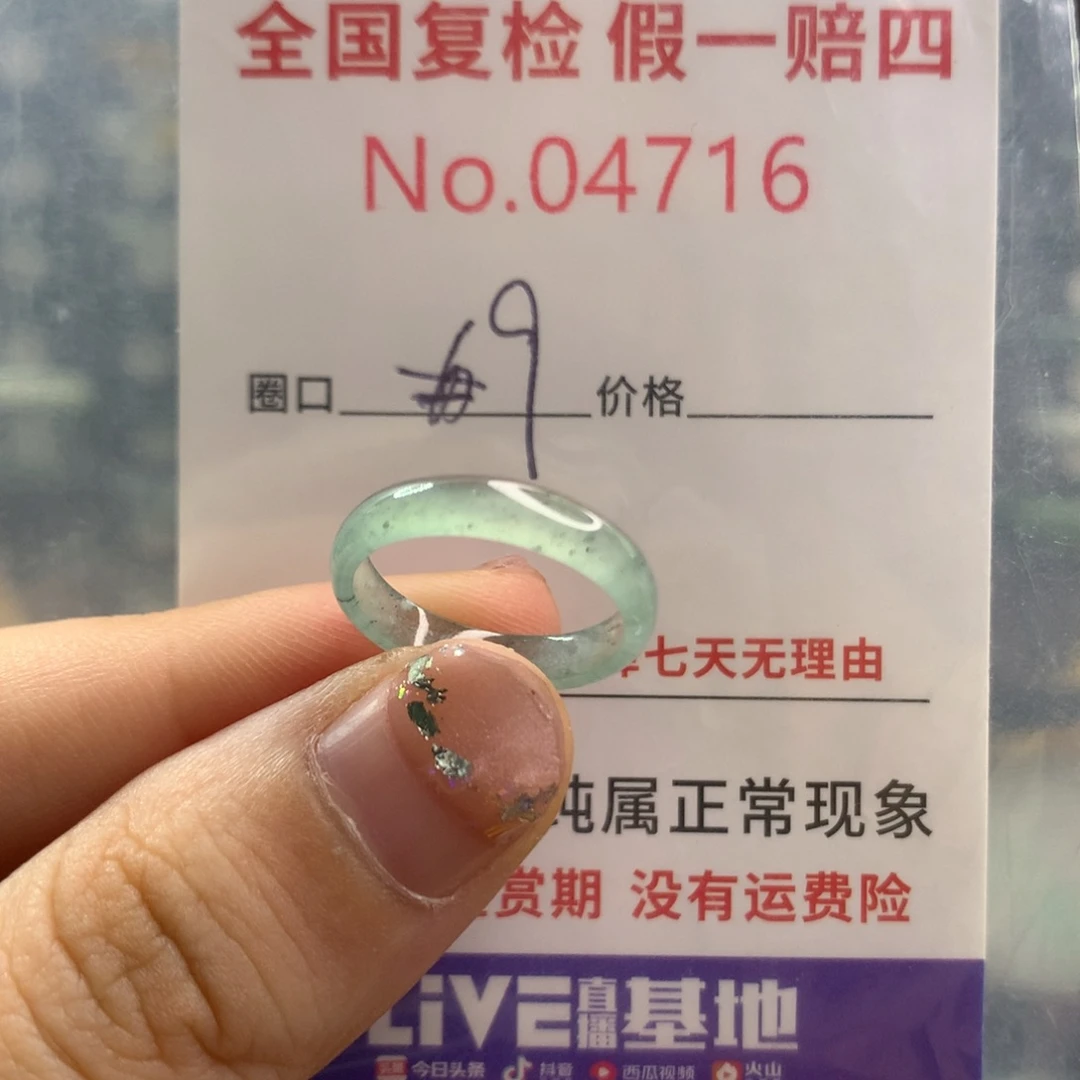 全国复检 假一赔四
No.04716
圈口 9 价格
七天无理由
纯属正常现象
赏期 没有运费险
LiVE直播基地
头条 今日头条 抖音 西瓜视频 火山